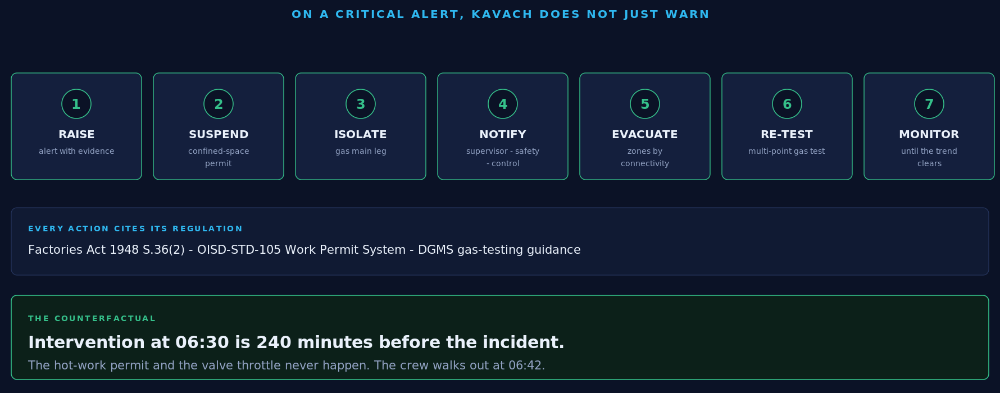 ON A CRITICAL ALERT, KAVACH DOES NOT JUST WARN
1
RAISE
alert with evidence
2
SUSPEND
confined-space
permit
3
ISOLATE
gas main leg
4
NOTIFY
supervisor - safety
- control
5
EVACUATE
zones by
connectivity
6
RE-TEST
multi-point gas test
7
MONITOR
until the trend
clears
EVERY ACTION CITES ITS REGULATION
Factories Act 1948 S.36(2) - OISD-STD-105 Work Permit System - DGMS gas-testing guidance
THE COUNTERFACTUAL
Intervention at 06:30 is 240 minutes before the incident.
The hot-work permit and the valve throttle never happen. The crew walks out at 06:42.